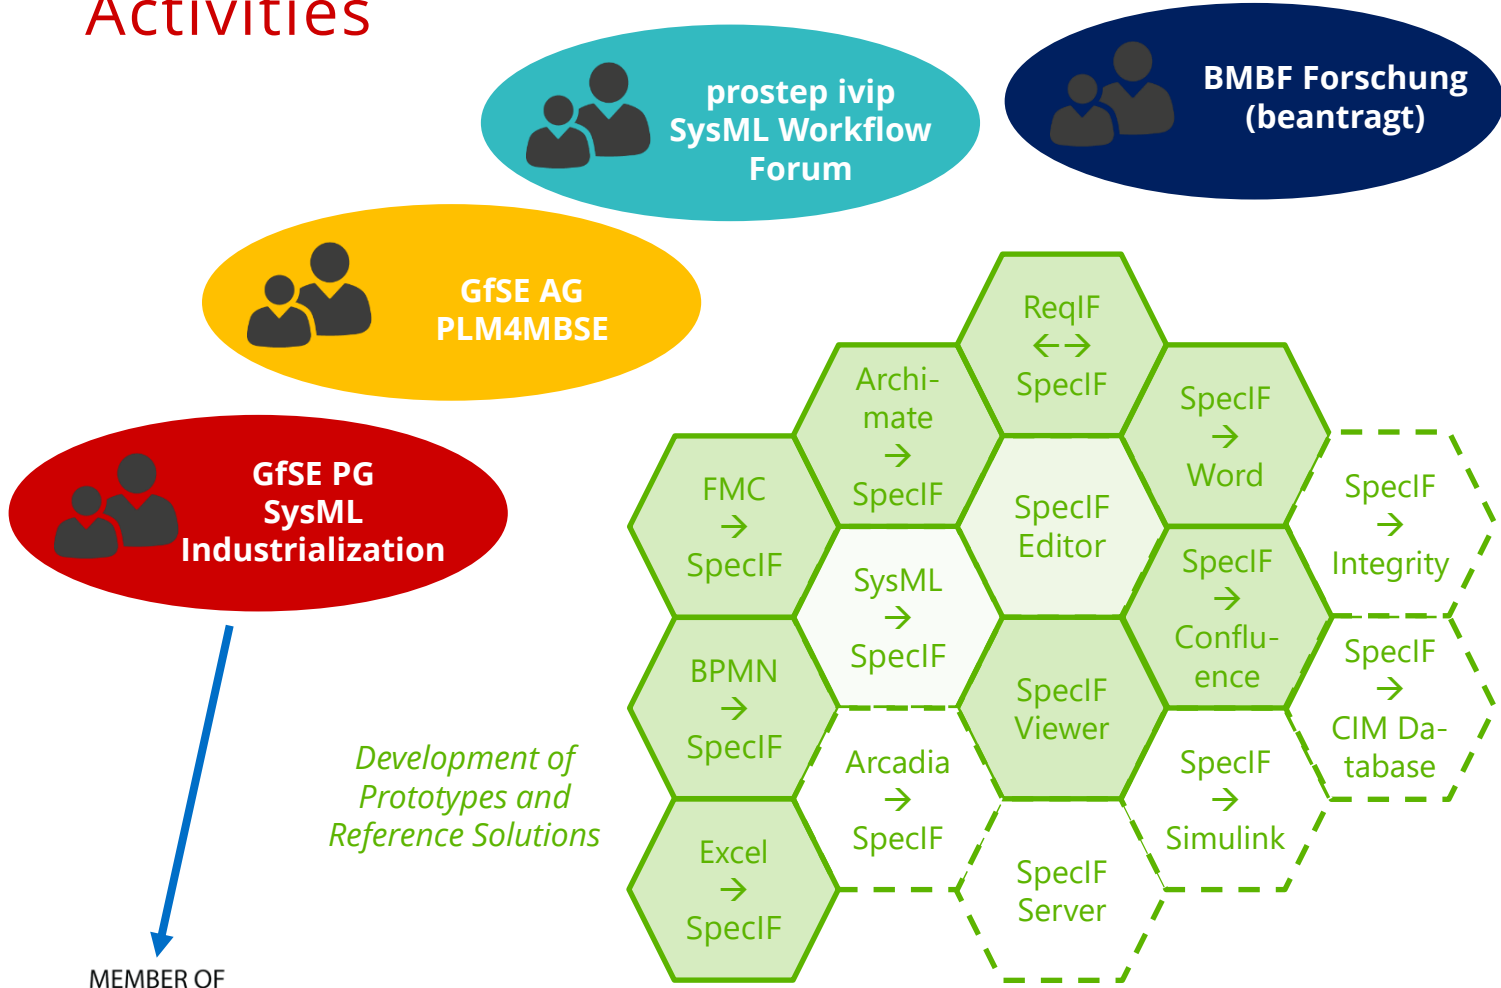 Activities
prostep ivip
SysML Workflow
Forum
BMBF Forschung
(beantragt)
GfSE AG
PLM4MBSE
GfSE PG
SysML
Industrialization
ReqIF
←→
SpecIF
Archi-
mate
→
SpecIF
SpecIF
→
Word
FMC
→
SpecIF
SpecIF
Editor
SpecIF
→
Integrity
SysML
→
SpecIF
SpecIF
→
Conflu-
ence
BPMN
→
SpecIF
SpecIF
Viewer
SpecIF
→
CIM Da-
tabase
Arcadia
→
SpecIF
SpecIF
→
Simulink
Excel
→
SpecIF
SpecIF
Server
Development of
Prototypes and
Reference Solutions
MEMBER OF